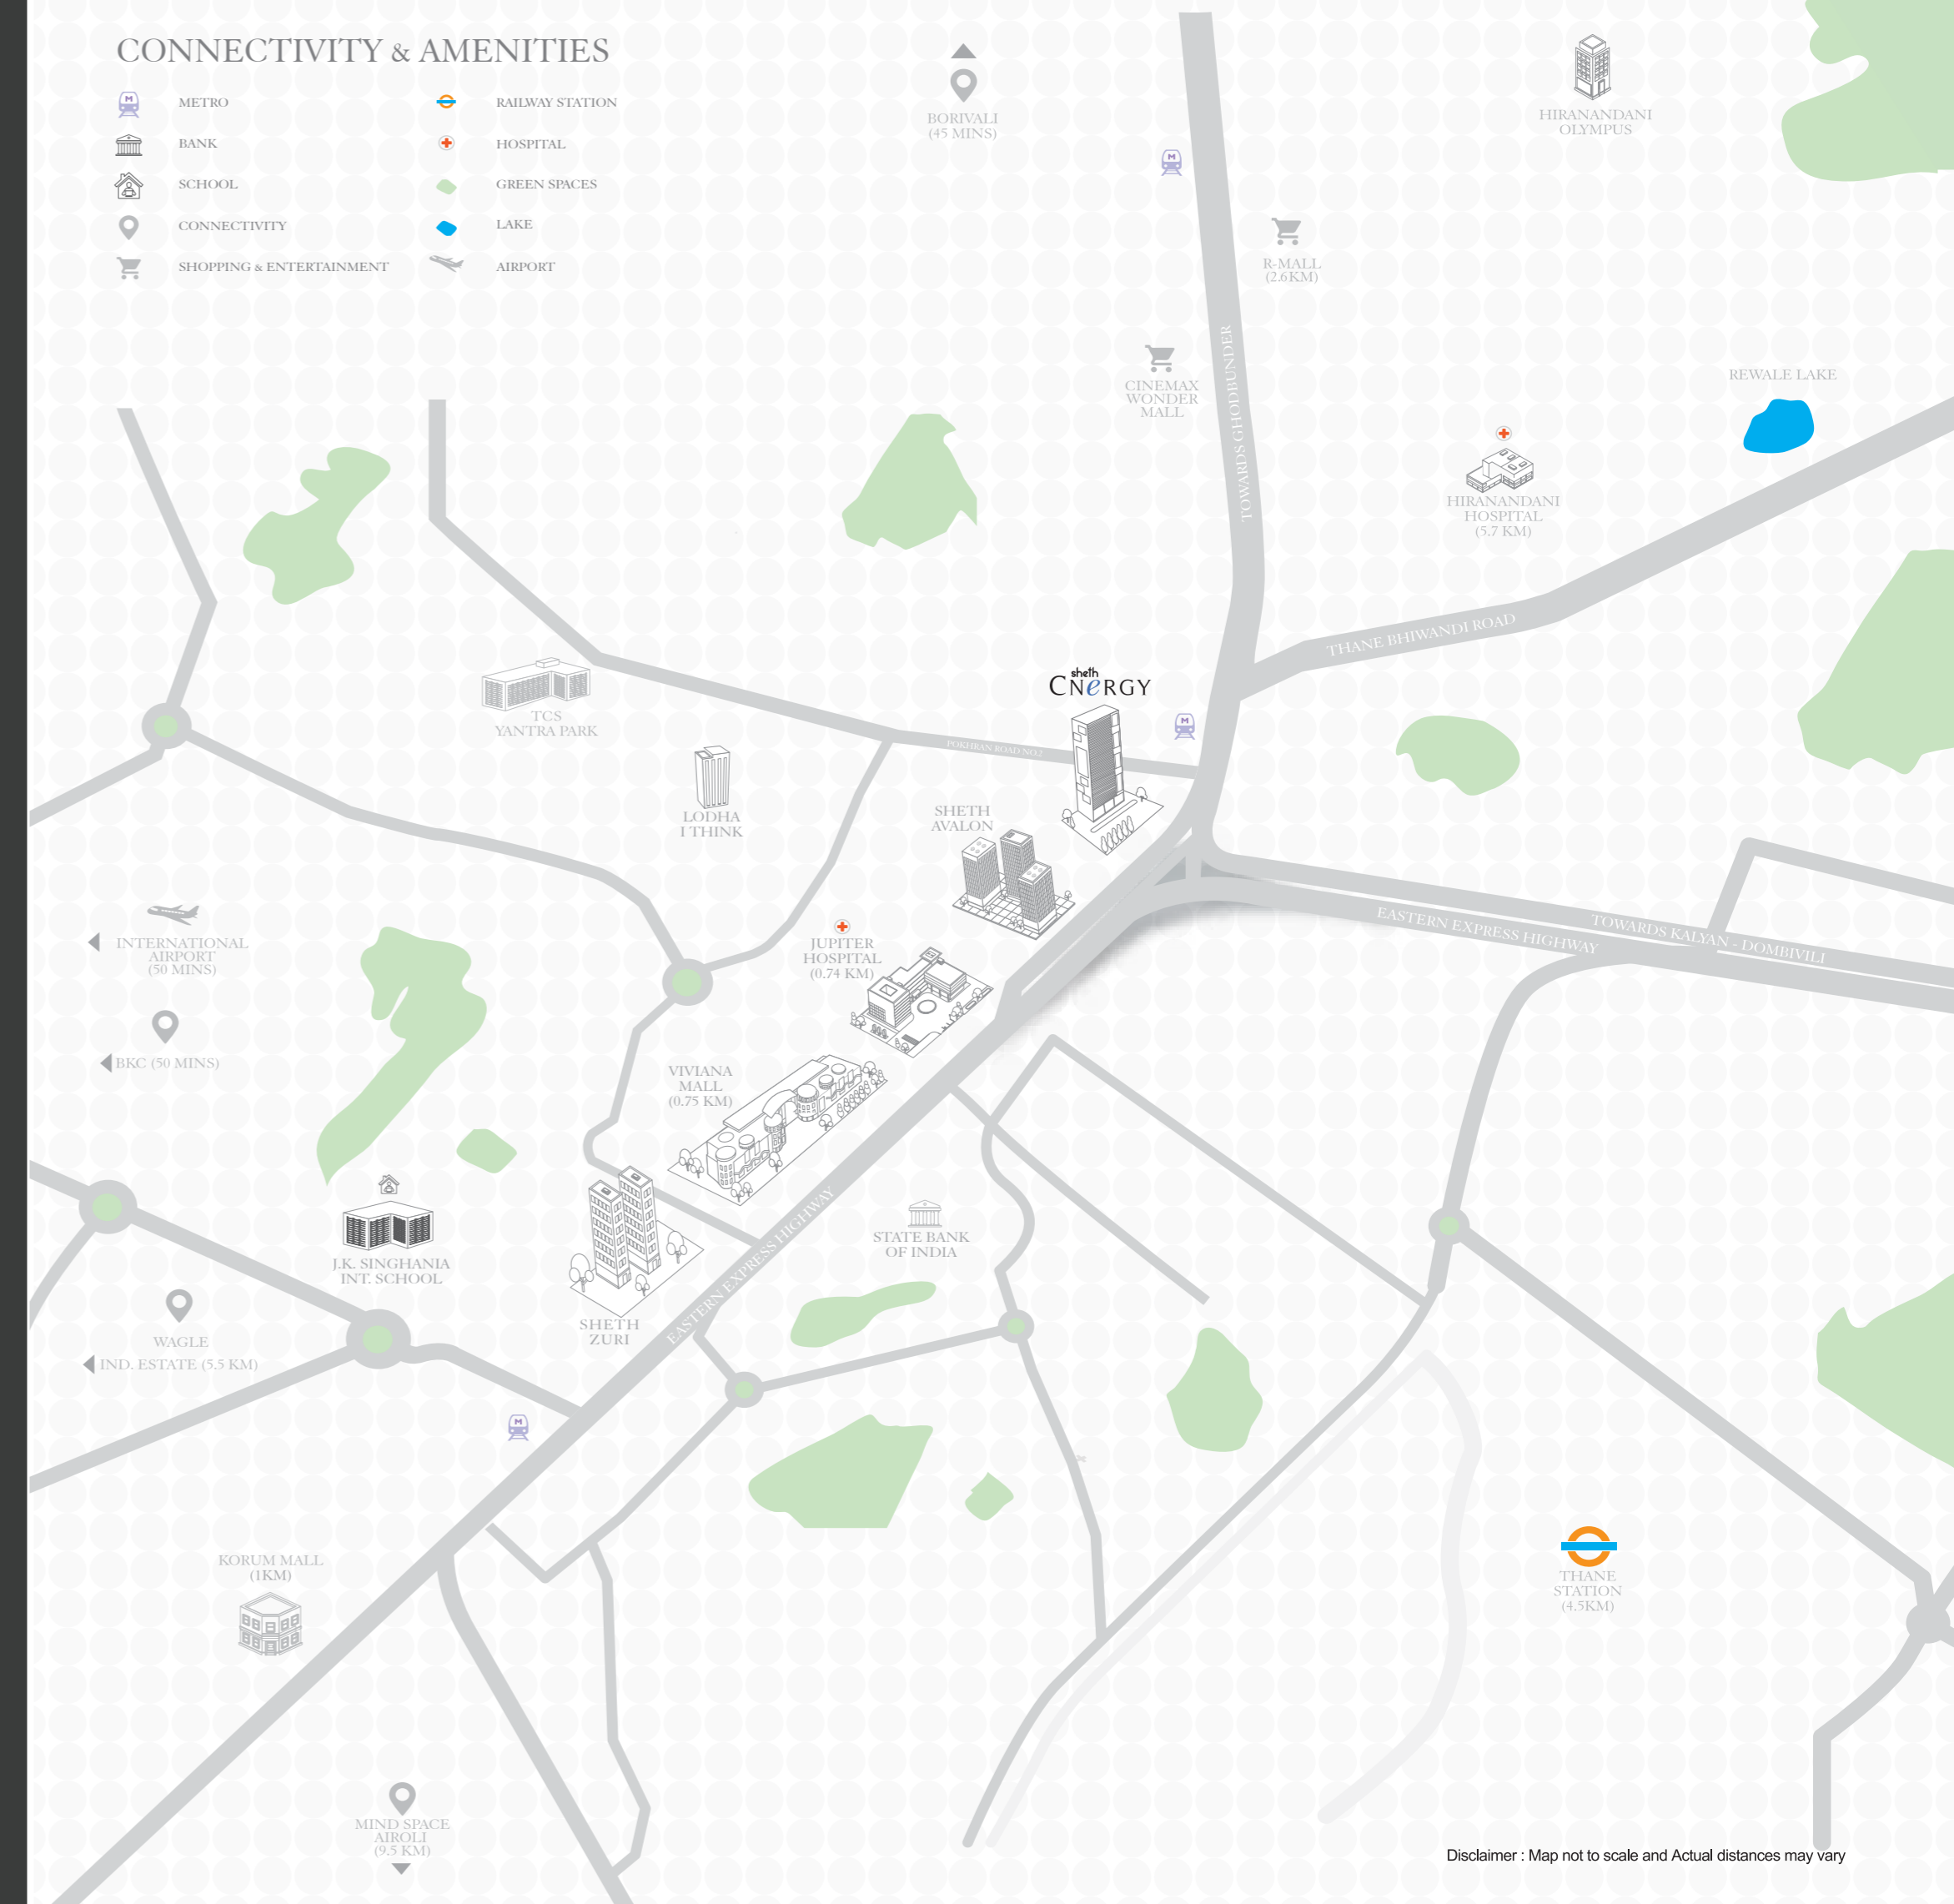 CONNECTIVITY & AMENITIES
METRO
BANK
SCHOOL
CONNECTIVITY
SHOPPING & ENTERTAINMENT
RAILWAY STATION
HOSPITAL
GREEN SPACES
LAKE
AIRPORT
BORIVALI
(45 MINS)
HIRANANDANI
OLYMPUS
R-MALL
(2.6KM)
CINEMAX
WONDER
MALL
TOWARDS GHODBUNDER
REWALE LAKE
HIRANANDANI
HOSPITAL
(5.7 KM)
THANE BHIWANDI ROAD
TCS
YANTRA PARK
sheth
CNeRGY
POKHRAN ROAD NO.2
LODHA
I THINK
SHETH
AVALON
INTERNATIONAL
AIRPORT
(50 MINS)
JUPITER
HOSPITAL
(0.74 KM)
EASTERN EXPRESS HIGHWAY
TOWARDS KALYAN - DOMBIVILI
BKC (50 MINS)
VIVIANA
MALL
(0.75 KM)
J.K. SINGHANIA
INT. SCHOOL
STATE BANK
OF INDIA
EASTERN EXPRESS HIGHWAY
SHETH
ZURI
WAGLE
IND. ESTATE (5.5 KM)
KORUM MALL
(1KM)
THANE
STATION
(4.5KM)
MIND SPACE
AIROLI
(9.5 KM)
Disclaimer : Map not to scale and Actual distances may vary